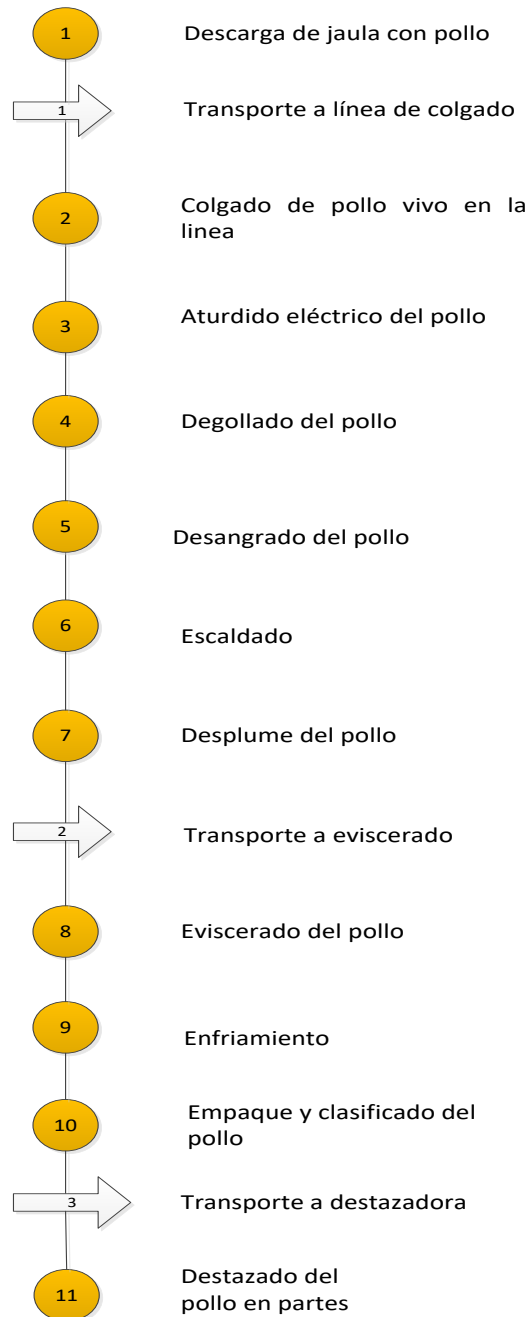 1
Descarga de jaula con pollo
1
Transporte a línea de colgado
2
Colgado de pollo vivo en la
linea
3
Aturdido eléctrico del pollo
4
Degollado del pollo
5
Desangrado del pollo
6
Escaldado
7
Desplume del pollo
2
Transporte a eviscerado
8
Eviscerado del pollo
9
Enfriamiento
10
Empaque y clasificado del
pollo
3
Transporte a destazadora
11
Destazado del
pollo en partes